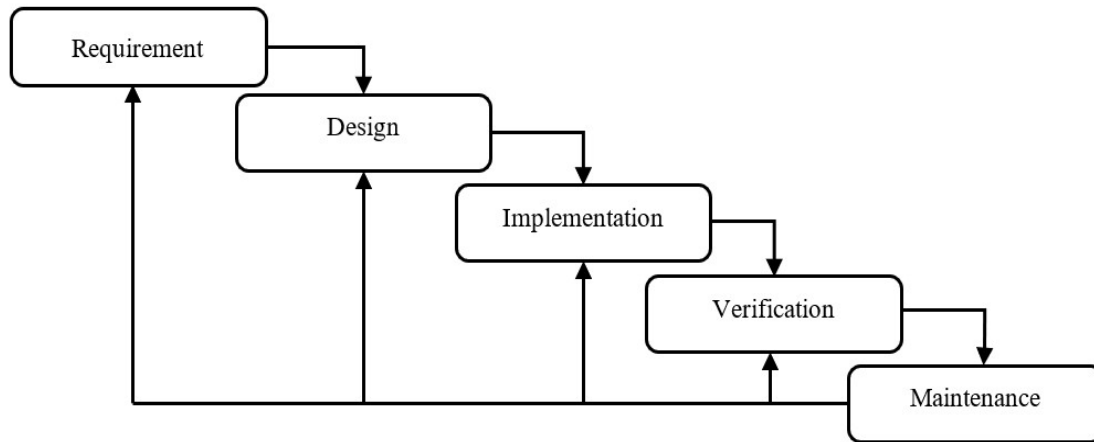 Requirement
Design
Implementation
Verification
Maintenance